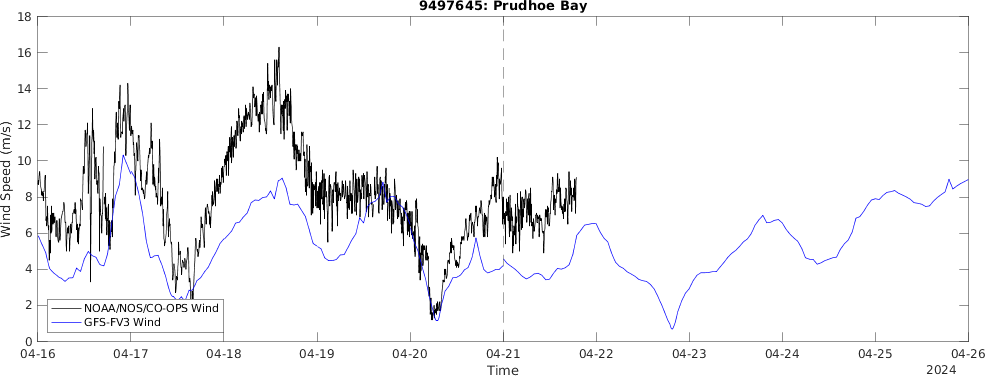 9497645: Prudhoe Bay
Wind Speed (m/s)
18
16
14
12
10
8
6
4
2
0
NOAA/NOS/CO-OPS Wind
GFS-FV3 Wind
04-16 04-17 04-18 04-19 04-20 04-21 04-22 04-23 04-24 04-25 04-26
Time
2024